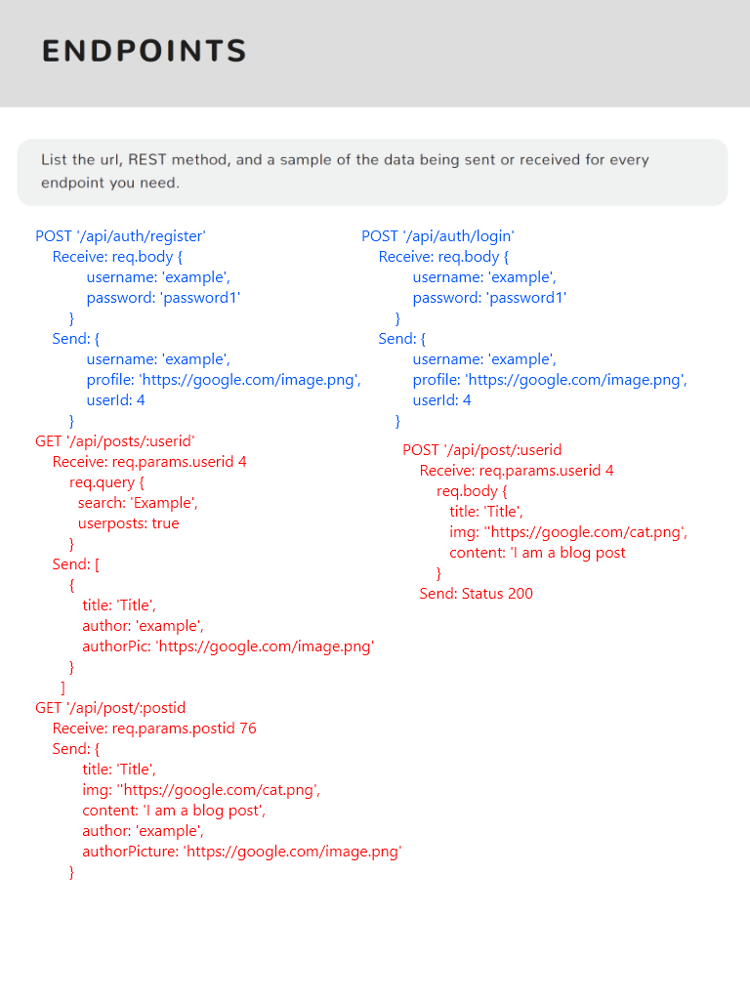 ENDPOINTS
List the url, REST method, and a sample of the data being sent or received for every
endpoint you need.
POST '/api/auth/register'
Receive: req.body {
username: 'example',
password: 'password1'
}
Send: {
username: 'example',
profile: 'https://google.com/image.png',
userId: 4
}
GET '/api/posts/:userid'
Receive: req.params.userid 4
req.query {
search: 'Example',
userposts: true
}
Send: [
{
title: 'Title',
author: 'example',
authorPic: 'https://google.com/image.png'
}
]
GET '/api/post/:postid
Receive: req.params.postid 76
Send: {
title: 'Title',
img: ''https://google.com/cat.png',
content: 'I am a blog post',
author: 'example',
authorPicture: 'https://google.com/image.png'
}
POST '/api/auth/login'
Receive: req.body {
username: 'example',
password: 'password1'
}
Send: {
username: 'example',
profile: 'https://google.com/image.png',
userId: 4
}
POST '/api/post/:userid
Receive: req.params.userid 4
req.body {
title: 'Title',
img: ''https://google.com/cat.png',
content: 'I am a blog post
}
Send: Status 200